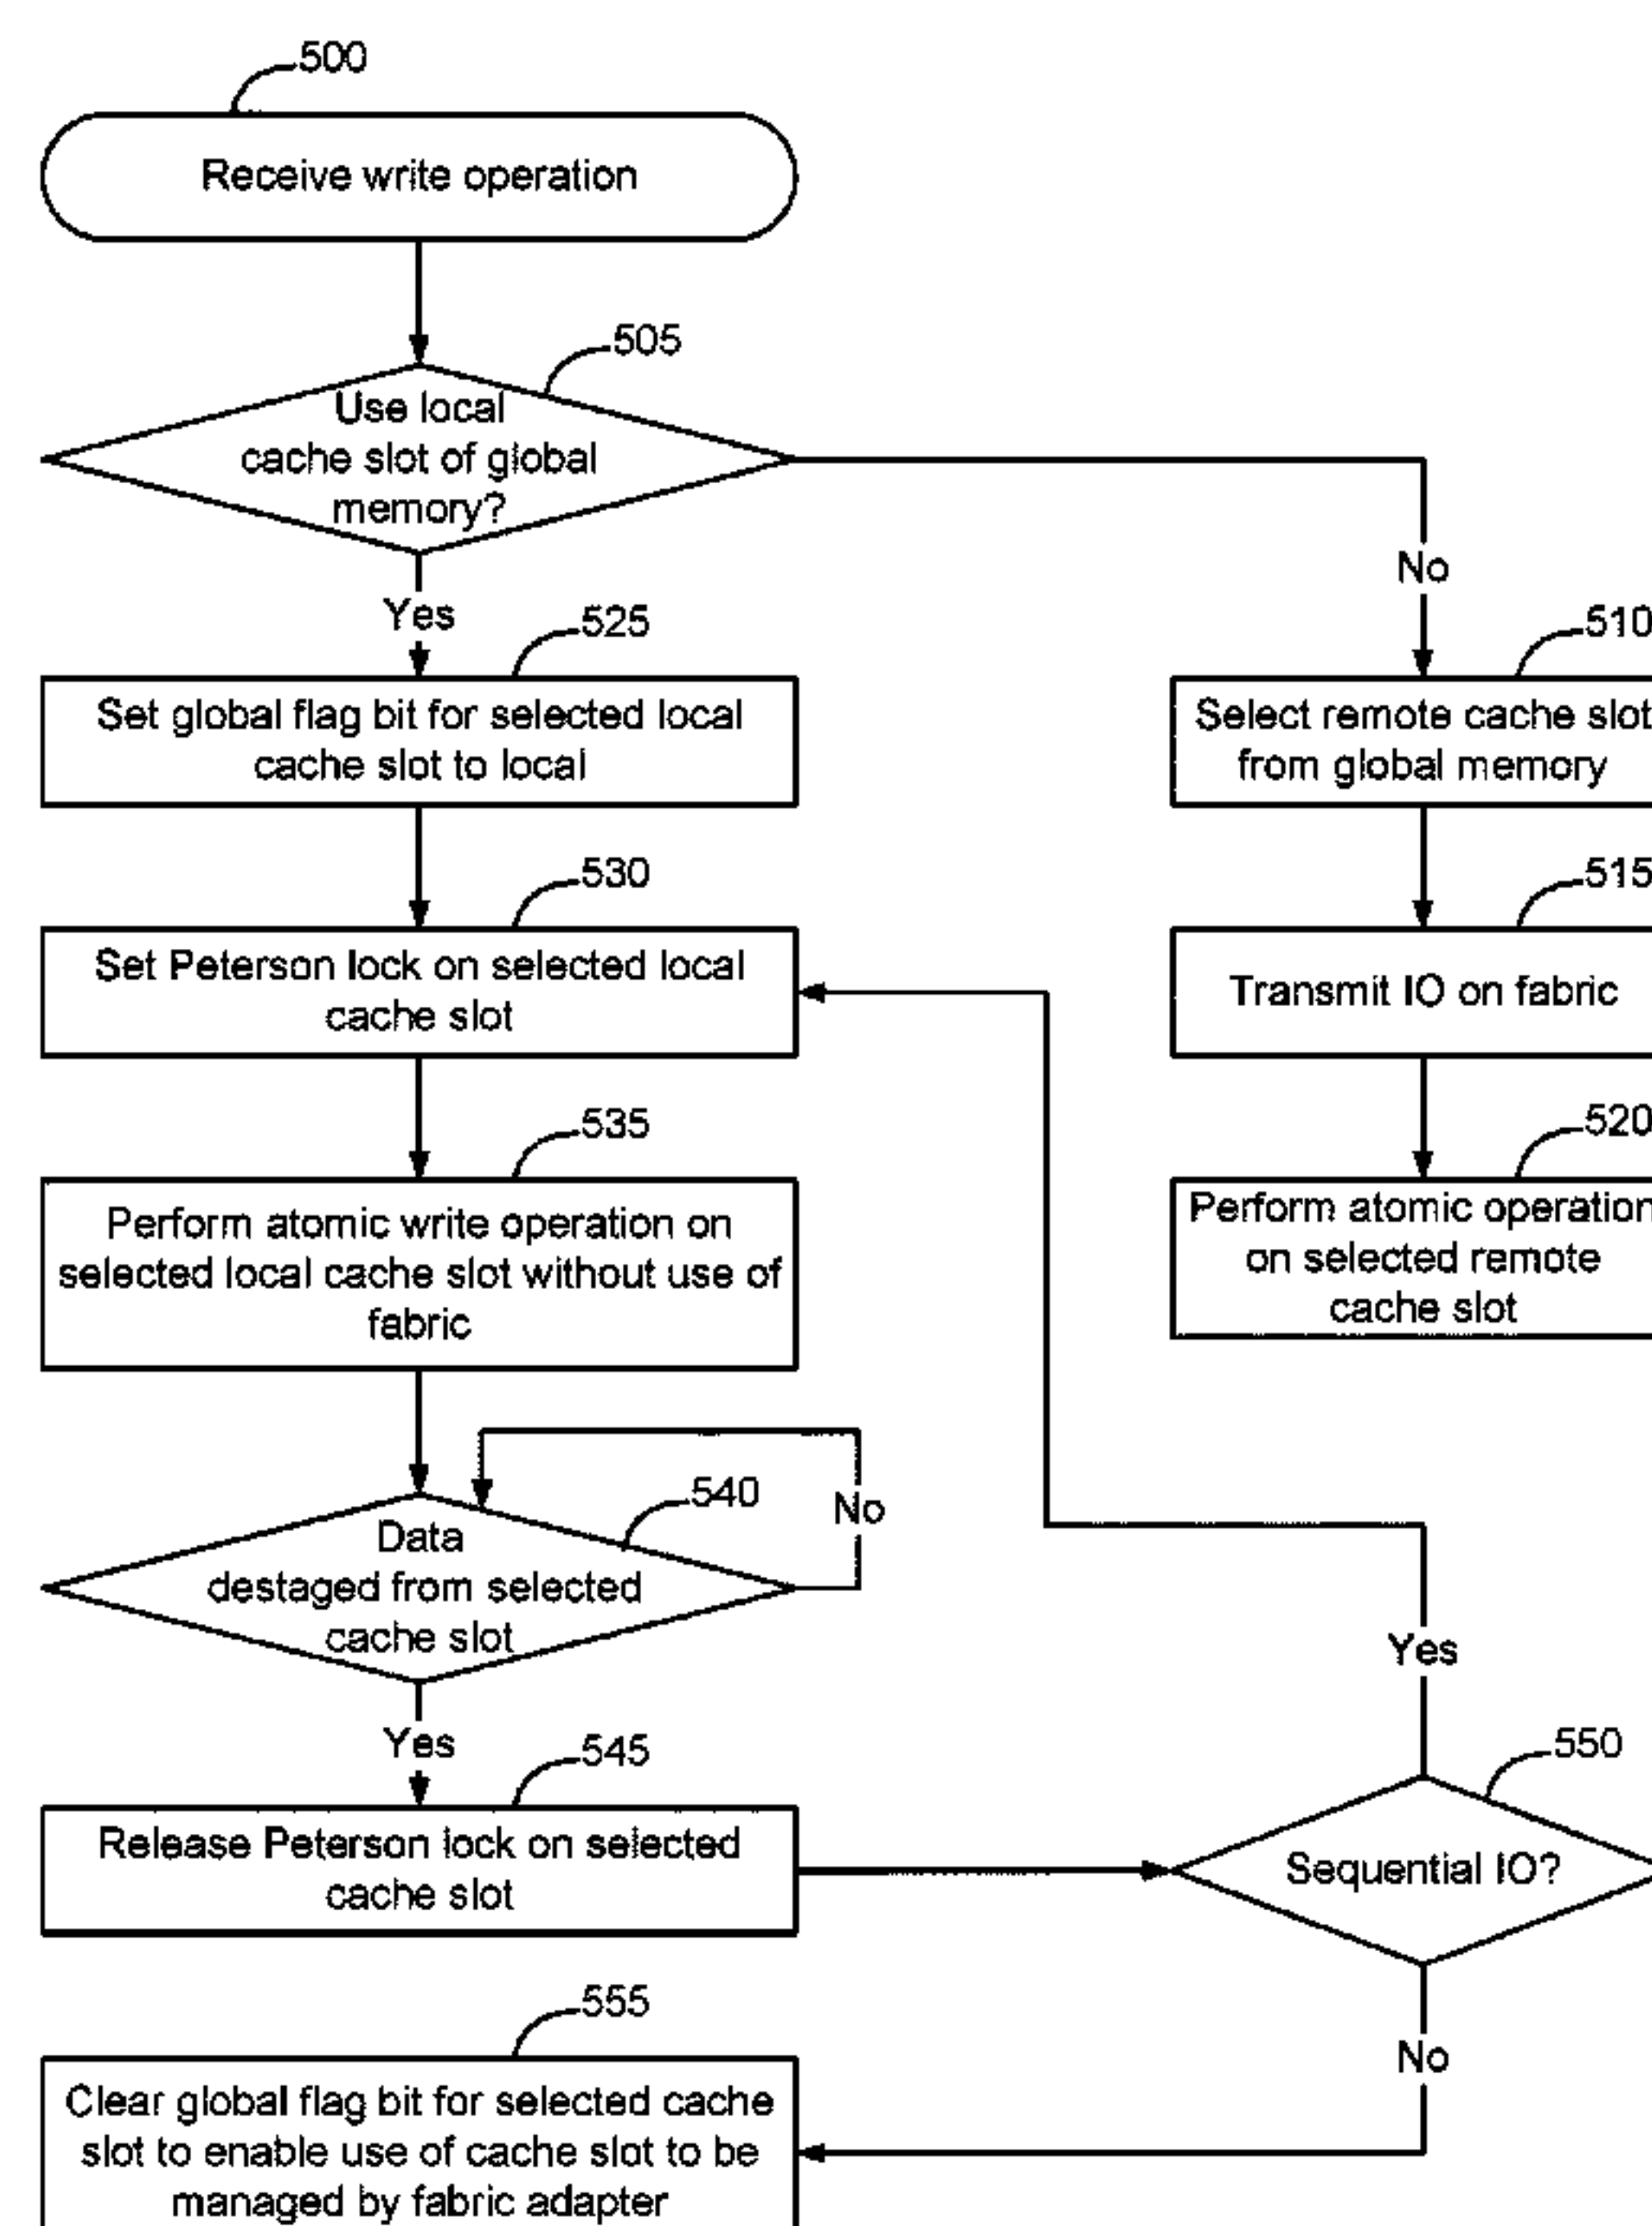 500
Receive write operation
505
Use local
cache slot of global
memory?
No
Yes
525
Set global flag bit for selected local
cache slot to local
510
Select remote cache slot
from global memory
530
Set Peterson lock on selected local
cache slot
515
Transmit IO on fabric
535
Perform atomic write operation on
selected local cache slot without use of
fabric
520
Perform atomic operation
on selected remote
cache slot
540
Data
destaged from selected
cache slot
No
Yes
545
Release Peterson lock on selected
cache slot
Yes
550
Sequential IO?
No
555
Clear global flag bit for selected cache
slot to enable use of cache slot to be
managed by fabric adapter